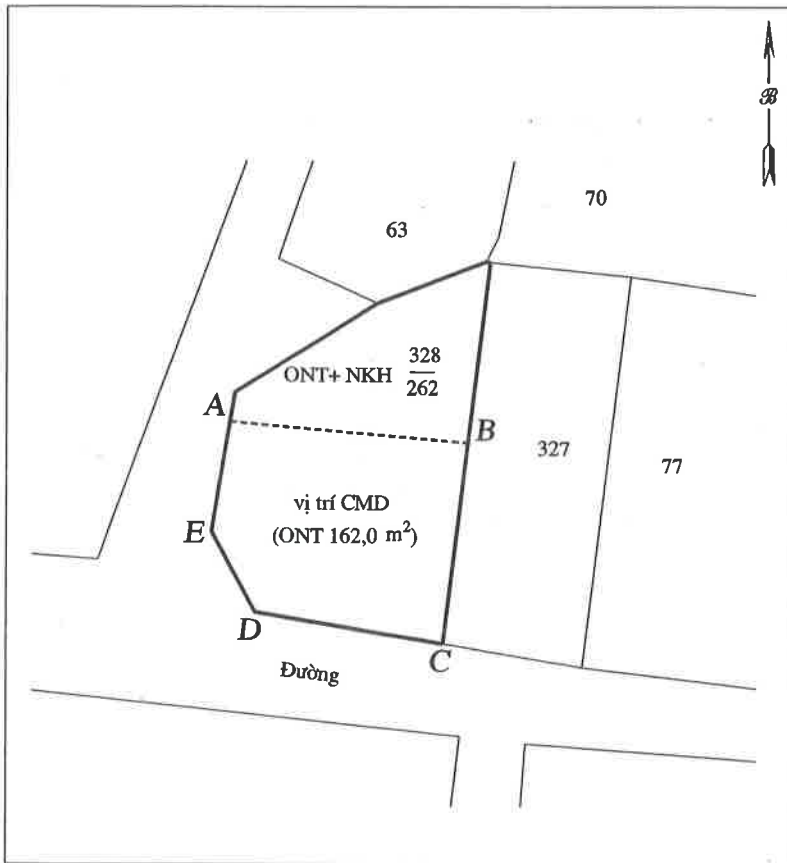 B
70
63
ONT+ NKH 328
262
A
B
327
77
vị trí CMD
(ONT 162,0 m²)
E
D
C
Đường